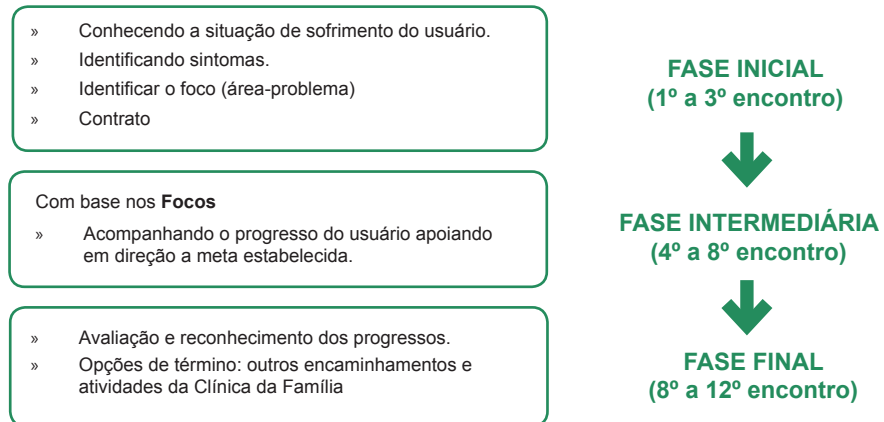 » Conhecendo a situação de sofrimento do usuário.
» Identificando sintomas.
» Identificar o foco (área-problema)
» Contrato
FASE INICIAL
(1º a 3º encontro)
Com base nos Focos
» Acompanhando o progresso do usuário apoiando
em direção a meta estabelecida.
FASE INTERMEDIÁRIA
(4º a 8º encontro)
» Avaliação e reconhecimento dos progressos.
» Opções de término: outros encaminhamentos e
atividades da Clínica da Família
FASE FINAL
(8º a 12º encontro)